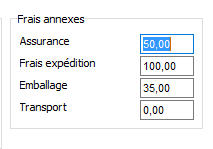 Frais annexes
Assurance 50,00
Frais expédition 100,00
Emballage 35,00
Transport 0,00